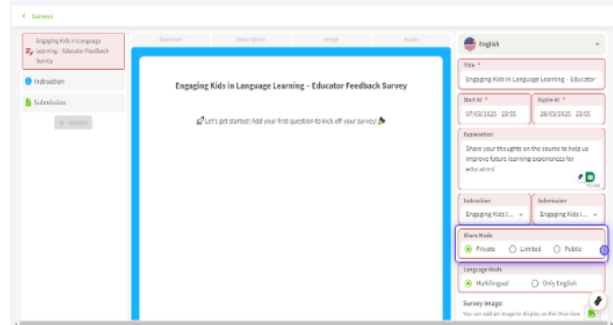 Surveys
Engaging Kids in Language
Learning - Educator Feedback
Survey
Instruction
Submission
Question
Description
Image
Audio
Engaging Kids in Language Learning – Educator Feedback Survey
Let's get started! Add your first question to kick off your survey!
English
Title *
Engaging Kids in Language Learning - Educator
Start At *
Expire At *
07/03/2025 23:55
28/03/2025 23:55
Explanation
Share your thoughts on the course to help us
improve future learning experiences for
educators!
Instruction
Submission
Engaging Kids i...
Engaging Kids i...
Share Mode
Private
Limited
Public
Language Mode
Multilingual
Only English
Survey Image:
You can add an image to display on the Overview